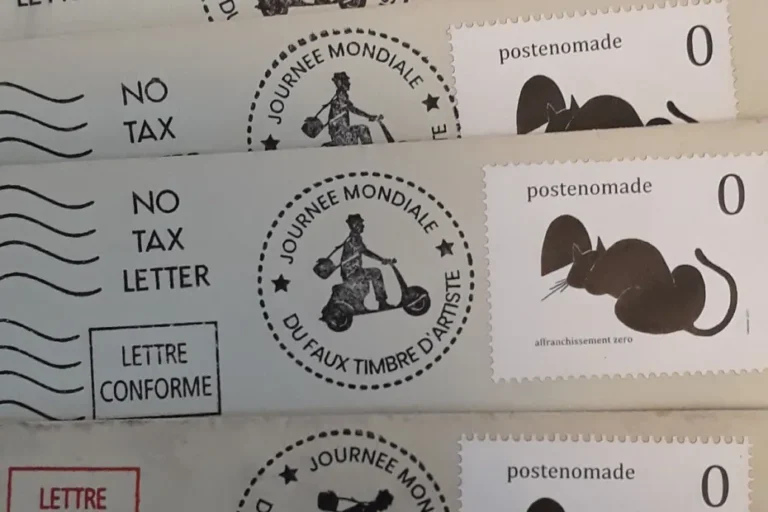 JOURNEE MONDIALE
postenomade
0
NO
TAX
JOURNEE MONDIALE
DU FAUX TIMBRE D'ARTISTE
postenomade
0
NO
TAX
LETTER
affranchissement zero
LETTRE
CONFORME
JOURNEE MON
postenomade
0
LETTRE